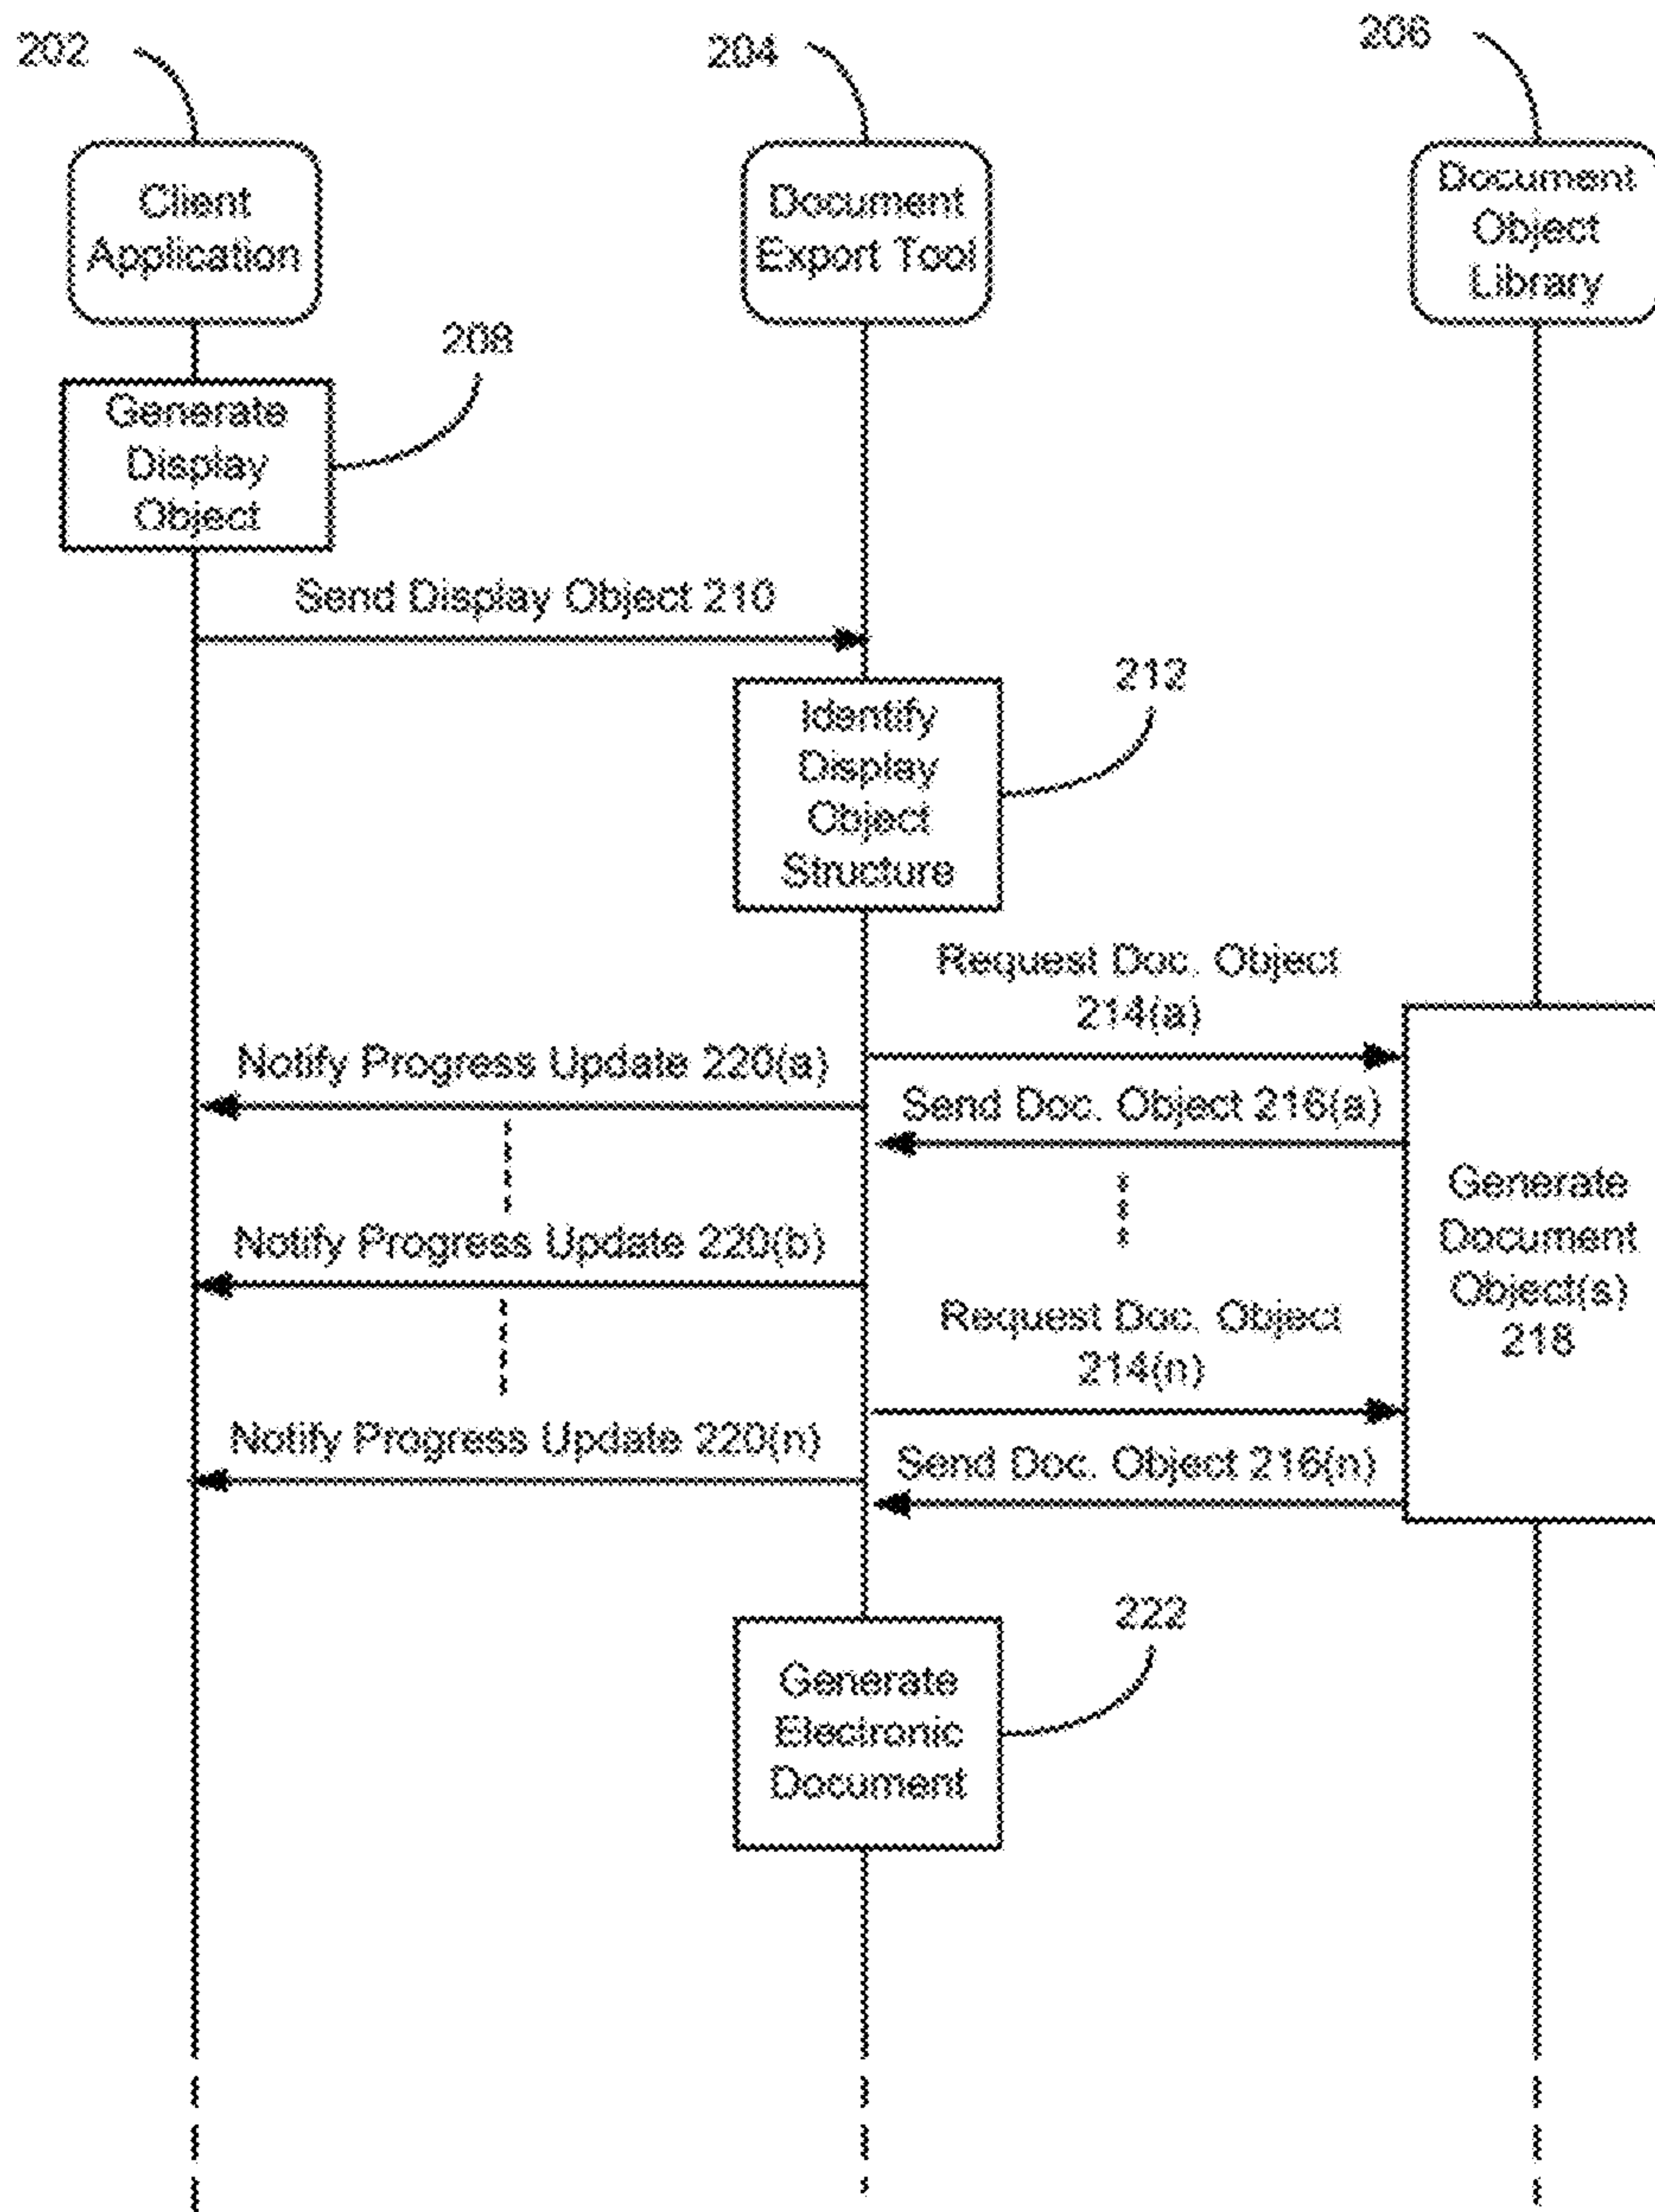 202
204
206
Client
Application
Document
Export Tool
Document
Object
Library
208
Generate
Display
Object
Send Display Object 210
212
Identify
Display
Object
Structure
Request Doc. Object
214(a)
Notify Progress Update 220(a)
Send Doc. Object 216(a)
Generate
Document
Object(s)
218
Notify Progress Update 220(b)
Request Doc. Object
214(n)
Notify Progress Update 220(n)
Send Doc. Object 216(n)
222
Generate
Electronic
Document